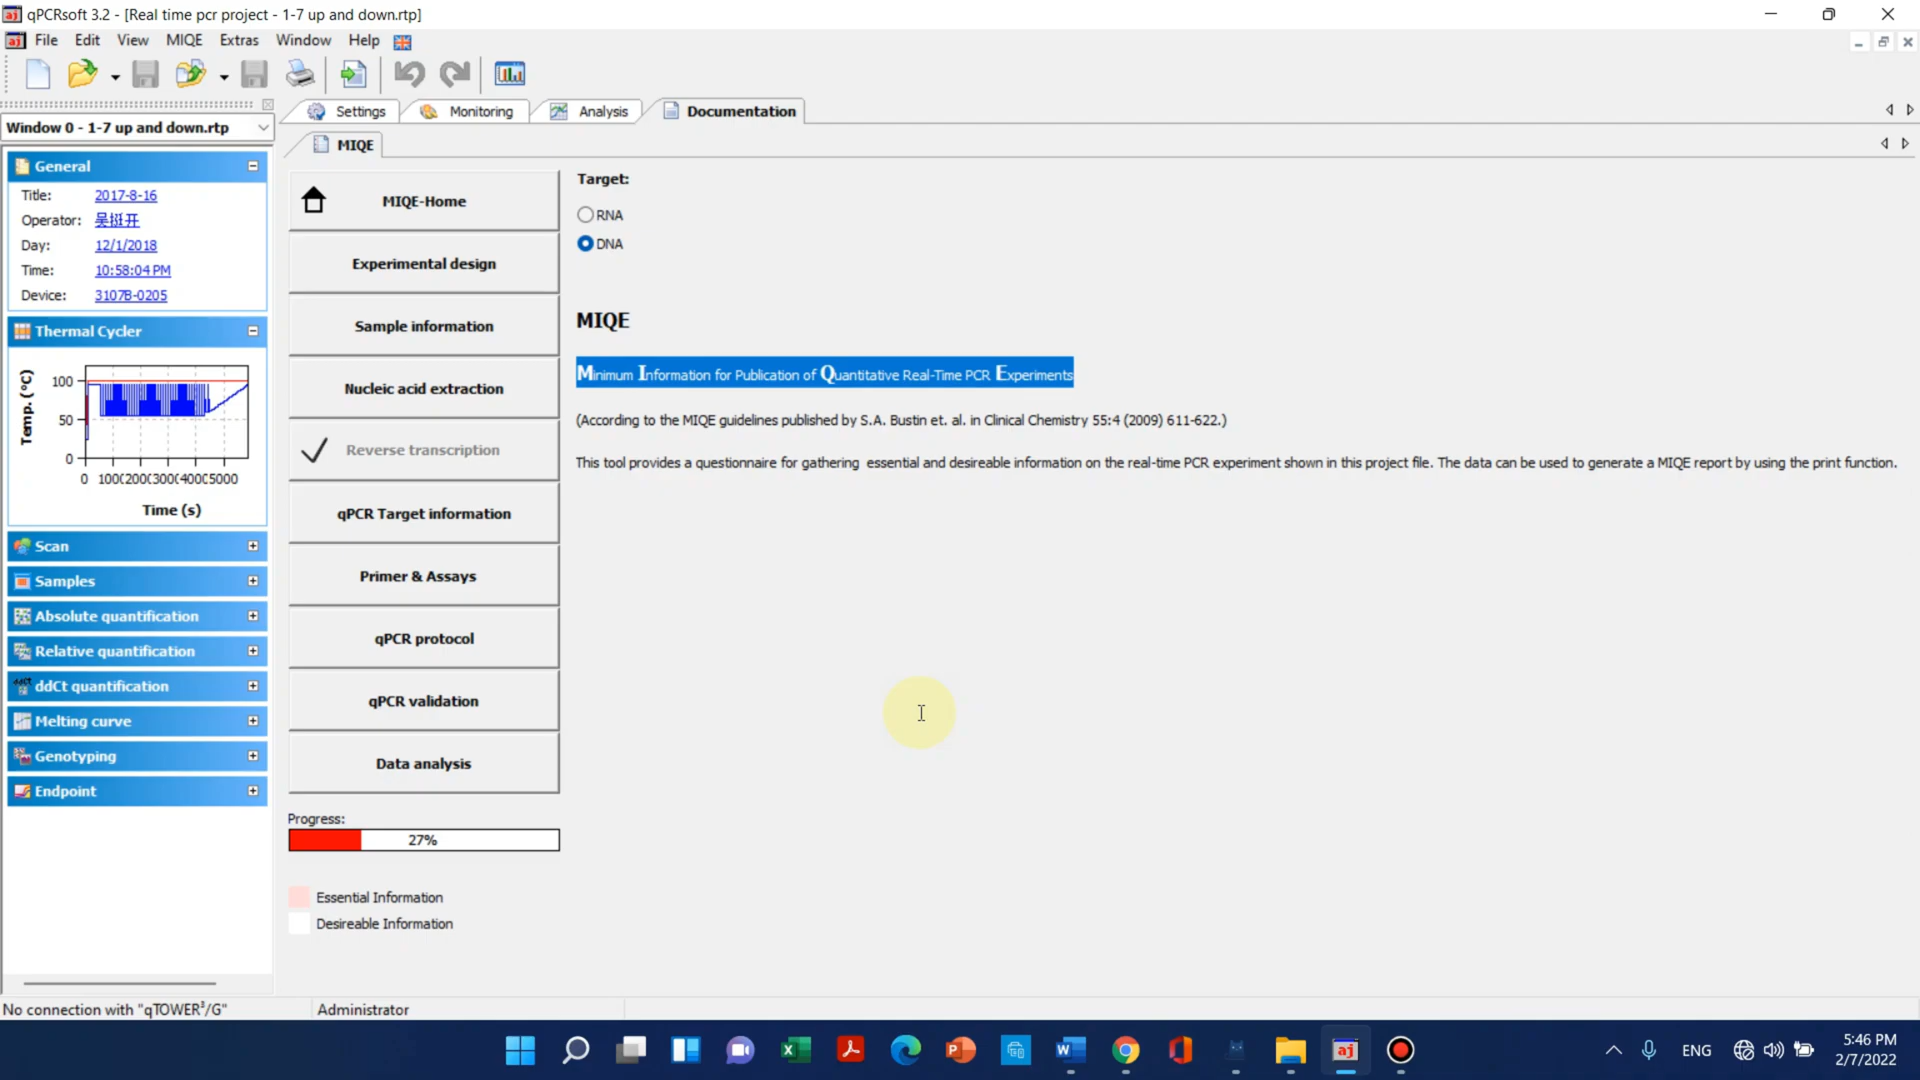 qPCRsoft 3.2 - [Real time pcr project - 1-7 up and down.rtp]
File Edit View MIQE Extras Window Help
Settings Monitoring Analysis Documentation
Window 0 - 1-7 up and down.rtp
MIQE
General
Title: 2017-8-16
Operator: 吴挺开
Day: 12/1/2018
Time: 10:58:04 PM
Device: 3107B-0205
Thermal Cycler
Temp. (°C)
100
50
0
0 1000 2000 3000 4000 5000
Time (s)
Scan
Samples
Absolute quantification
Relative quantification
ddCt quantification
Melting curve
Genotyping
Endpoint
MIQE-Home
Experimental design
Sample information
Nucleic acid extraction
Reverse transcription
qPCR Target information
Primer & Assays
qPCR protocol
qPCR validation
Data analysis
Progress:
27%
Essential Information
Desireable Information
Target:
RNA
DNA
MIQE
Minimum Information for Publication of Quantitative Real-Time PCR Experiments
(According to the MIQE guidelines published by S.A. Bustin et. al. in Clinical Chemistry 55:4 (2009) 611-622.)
This tool provides a questionnaire for gathering essential and desireable information on the real-time PCR experiment shown in this project file. The data can be used to generate a MIQE report by using the print function.
No connection with "qTOWER³/G" Administrator
ENG
5:46 PM
2/7/2022